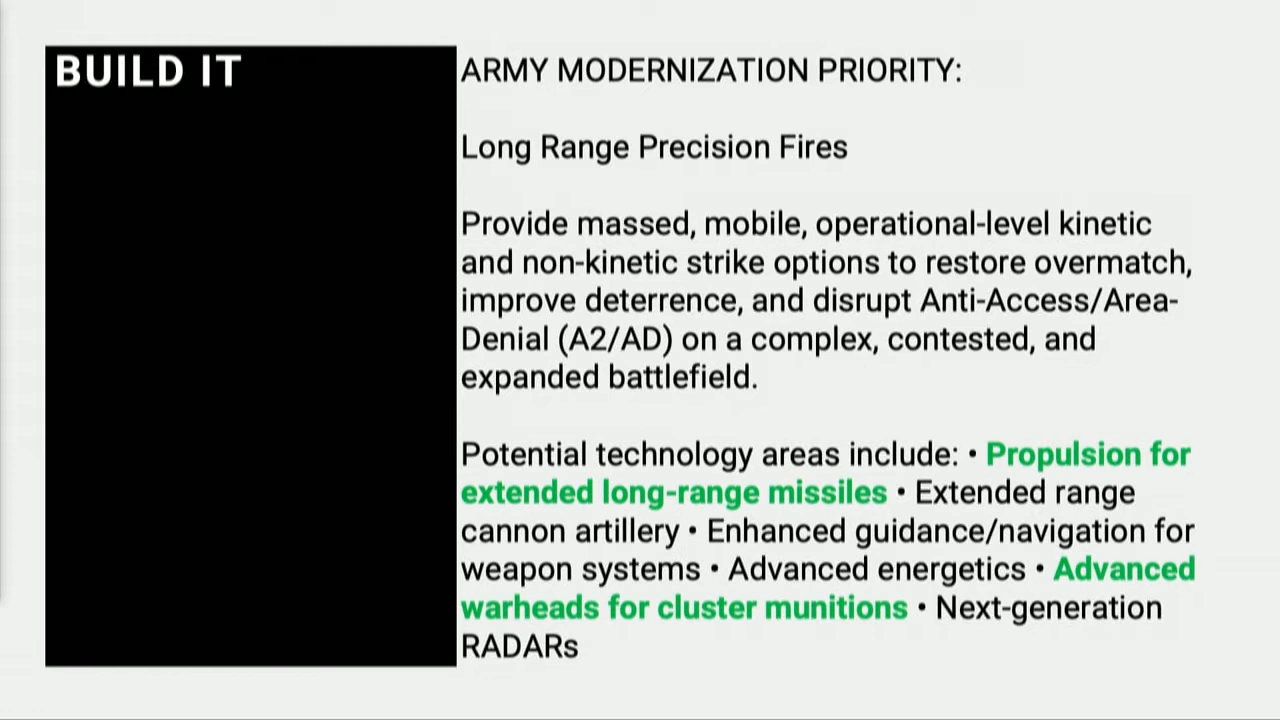 BUILD IT
ARMY MODERNIZATION PRIORITY:
Long Range Precision Fires
Provide massed, mobile, operational-level kinetic
and non-kinetic strike options to restore overmatch,
improve deterrence, and disrupt Anti-Access/Area-
Denial (A2/AD) on a complex, contested, and
expanded battlefield.
Potential technology areas include: • Propulsion for
extended long-range missiles • Extended range
cannon artillery • Enhanced guidance/navigation for
weapon systems • Advanced energetics • Advanced
warheads for cluster munitions • Next-generation
RADARs